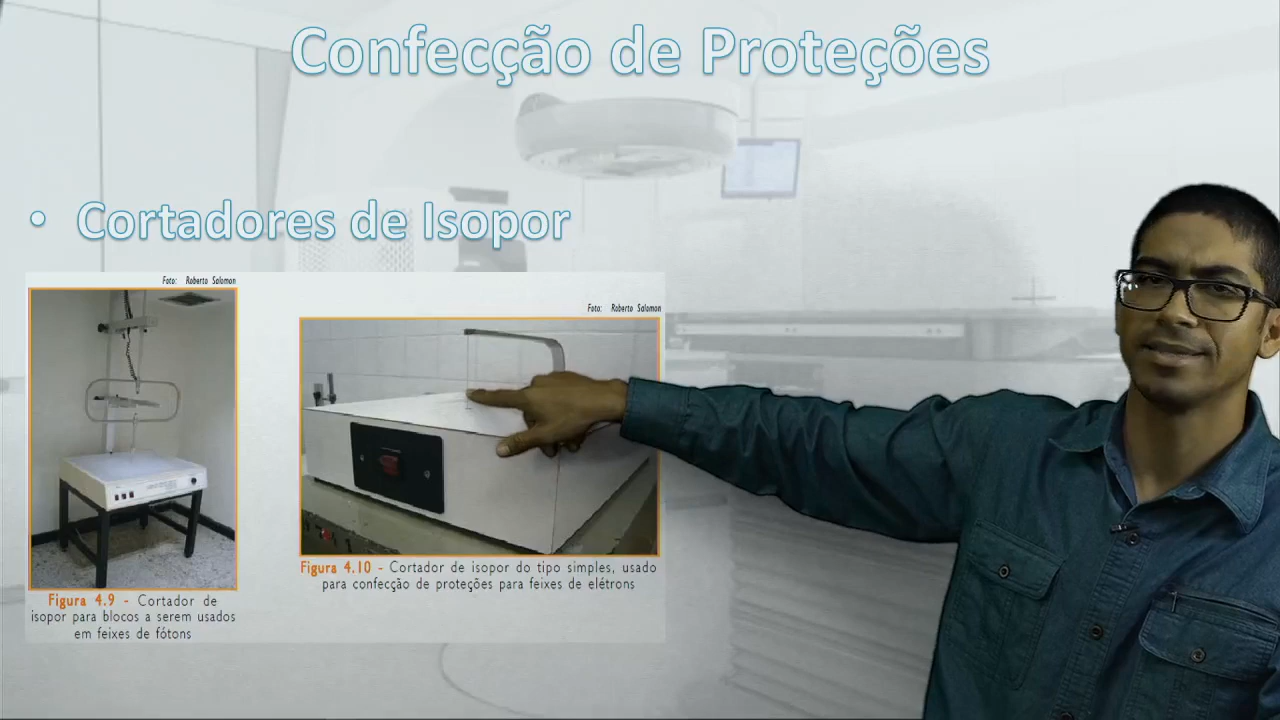 Confecção de Proteções
• Cortadores de Isopor
Foto: Roberto Salomon
Foto: Roberto Salomon
Figura 4.9 - Cortador de
isopor para blocos a serem usados
em feixes de fótons
Figura 4.10 - Cortador de isopor do tipo simples, usado
para confecção de proteções para feixes de elétrons